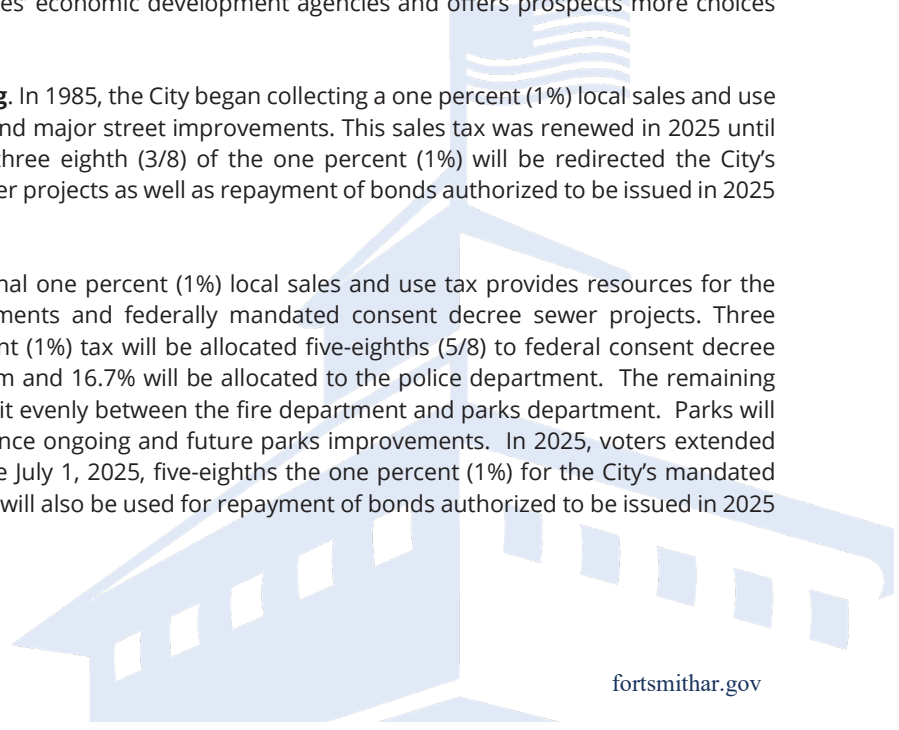 es' economic development agencies and offers prospects more choices
g. In 1985, the City began collecting a one percent (1%) local sales and use
nd major street improvements. This sales tax was renewed in 2025 until
three eighth (3/8) of the one percent (1%) will be redirected the City's
er projects as well as repayment of bonds authorized to be issued in 2025
nal one percent (1%) local sales and use tax provides resources for the
ments and federally mandated consent decree sewer projects. Three
nt (1%) tax will be allocated five-eighths (5/8) to federal consent decree
m and 16.7% will be allocated to the police department. The remaining
it evenly between the fire department and parks department. Parks will
nce ongoing and future parks improvements. In 2025, voters extended
e July 1, 2025, five-eighths the one percent (1%) for the City's mandated
will also be used for repayment of bonds authorized to be issued in 2025
fortsmithar.gov